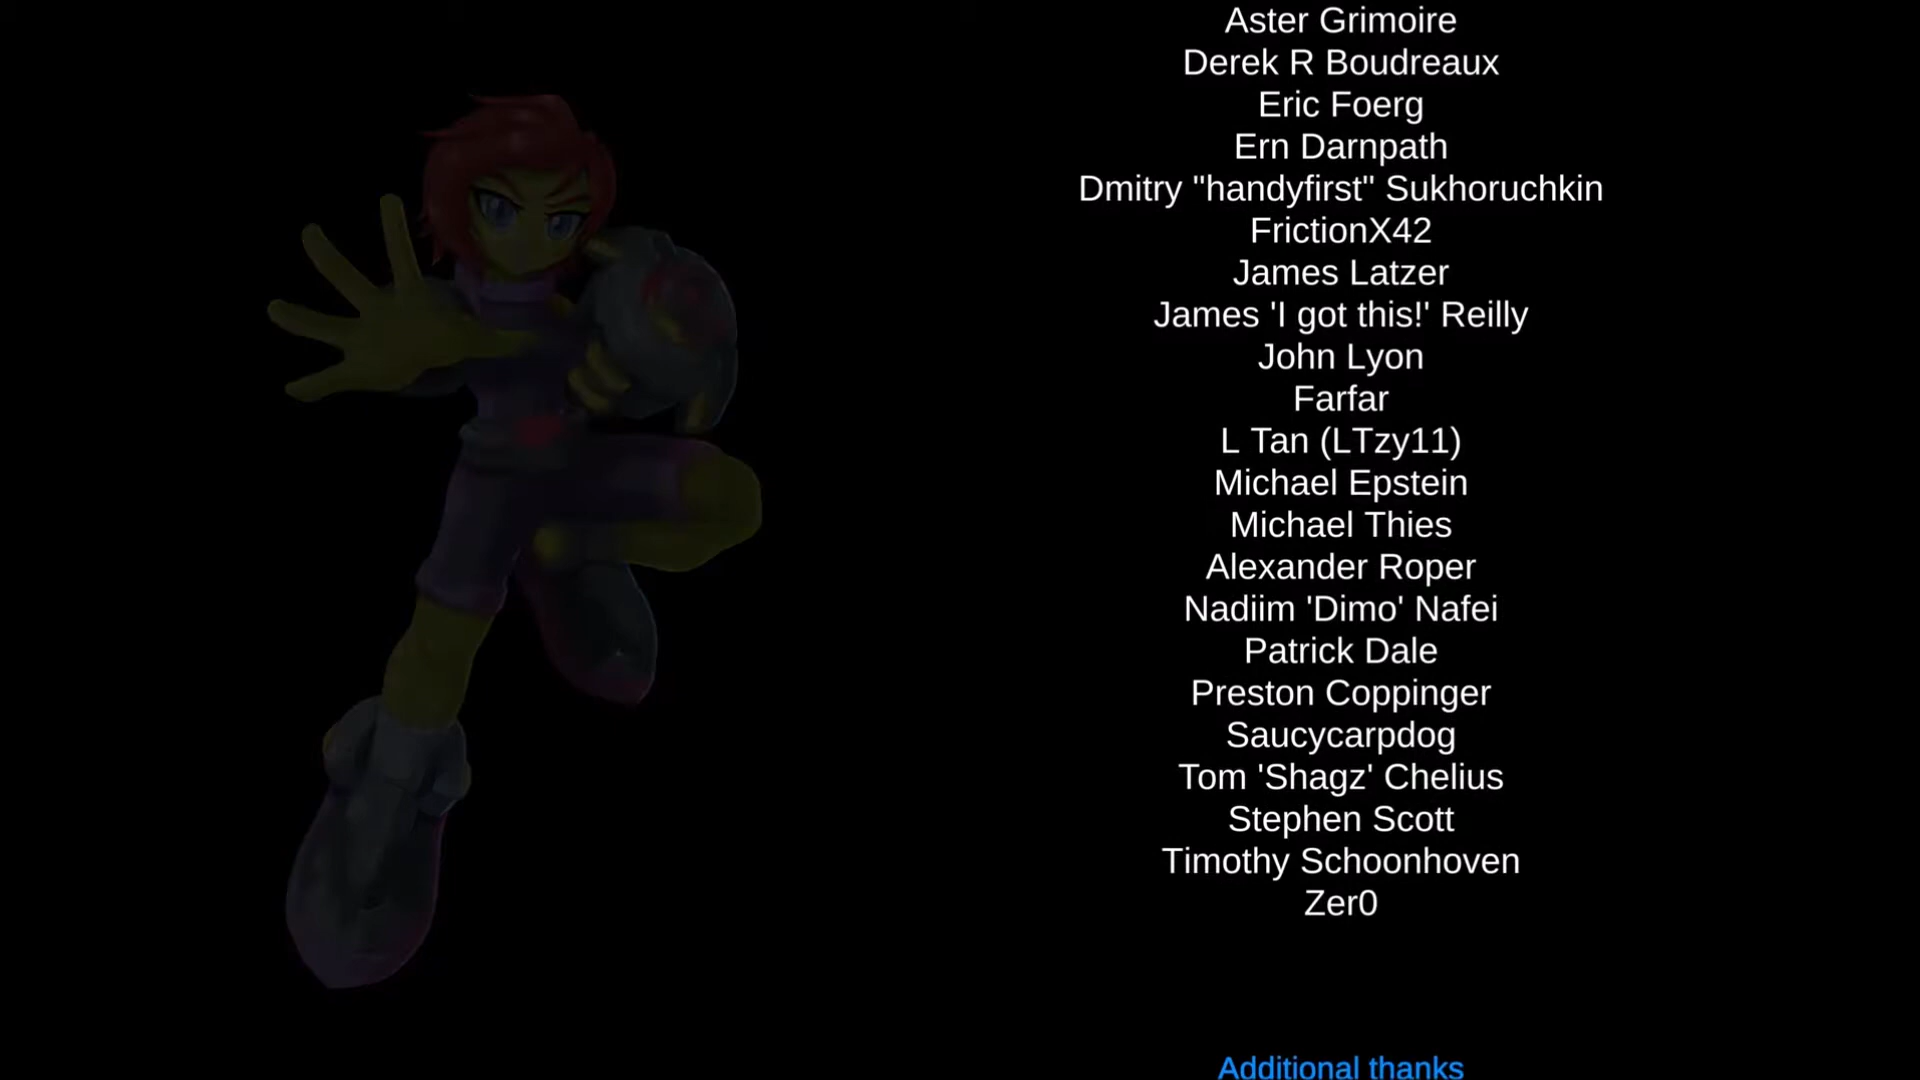 Aster Grimoire
Derek R Boudreaux
Eric Foerg
Ern Darnpath
Dmitry "handyfirst" Sukhoruchkin
FrictionX42
James Latzer
James 'I got this!' Reilly
John Lyon
Farfar
L Tan (LTzy11)
Michael Epstein
Michael Thies
Alexander Roper
Nadiim 'Dimo' Nafei
Patrick Dale
Preston Coppinger
Saucycarpdog
Tom 'Shagz' Chelius
Stephen Scott
Timothy Schoonhoven
Zer0
Additional thanks